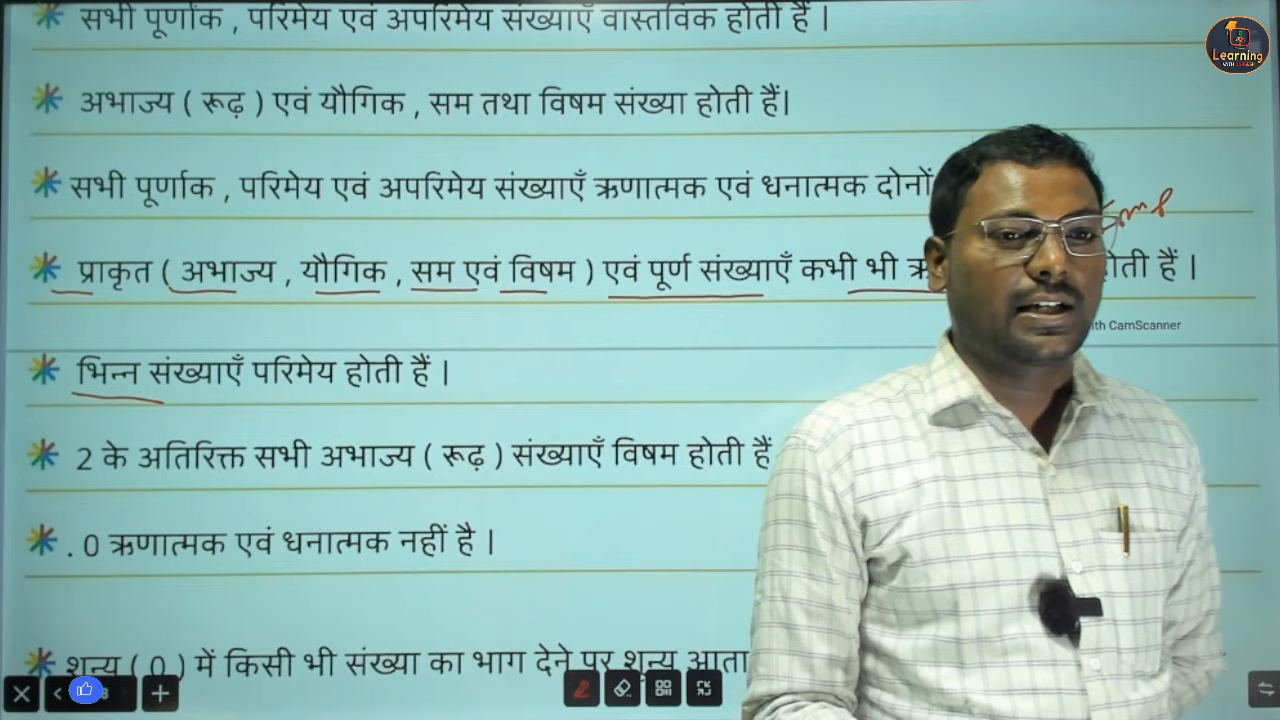 सभी पूर्णांक , परिमेय एवं अपरिमेय संख्याएँ वास्तविक होती हैं ।
अभाज्य ( रूढ़ ) एवं यौगिक , सम तथा विषम संख्या होती हैं।
सभी पूर्णाक , परिमेय एवं अपरिमेय संख्याएँ ऋणात्मक एवं धनात्मक दोनों
Imp
प्राकृत ( अभाज्य , यौगिक , सम एवं विषम ) एवं पूर्ण संख्याएँ कभी भी होती हैं ।
CamScanner
भिन्न संख्याएँ परिमेय होती हैं ।
2 के अतिरिक्त सभी अभाज्य ( रूढ़ ) संख्याएँ विषम होती हैं
. 0 ऋणात्मक एवं धनात्मक नहीं है ।
शून्य ( 0 ) में किसी भी संख्या का भाग देने पर शून्य आता
Learning